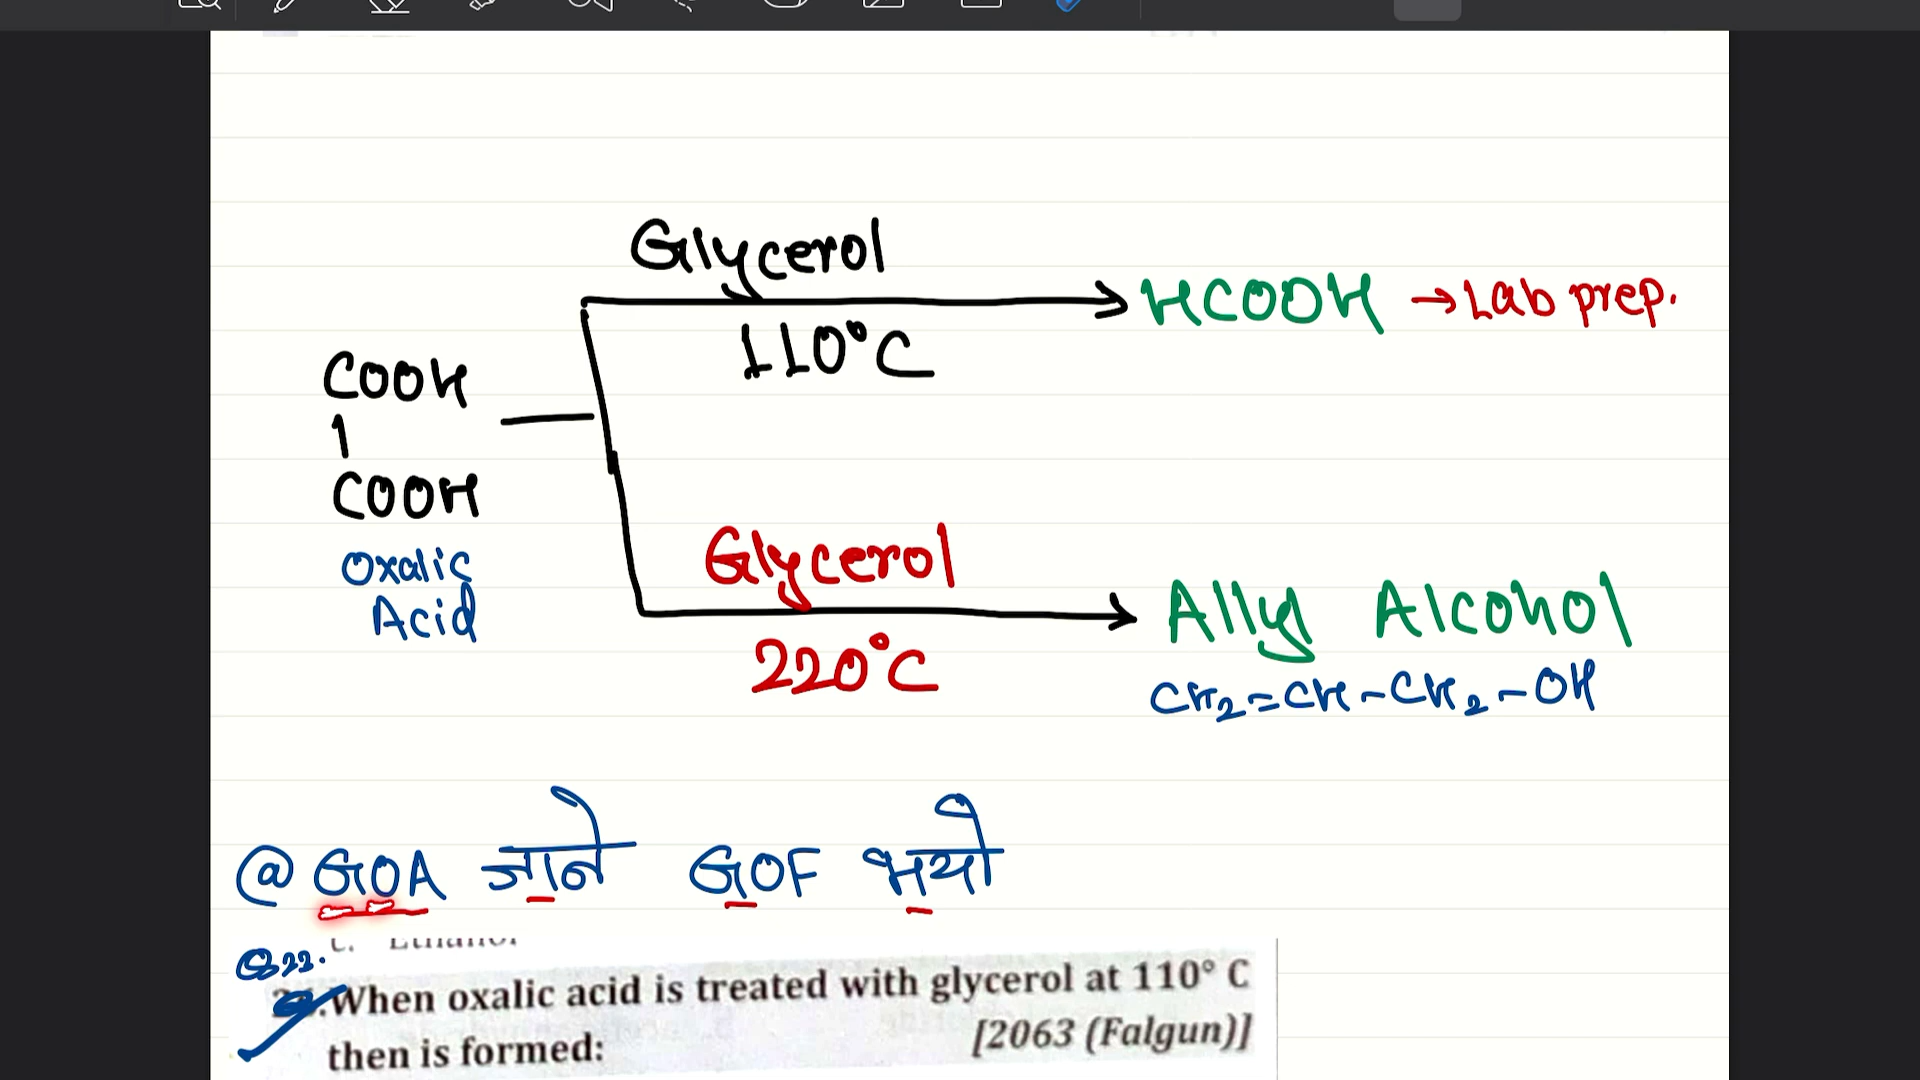 Glycerol
110°C
HCOOH → Lab prep.
COOH
|
COOH
Oxalic
Acid
Glycerol
220°C
Allyl Alcohol
CH2=CH-CH2-OH
@ GOA जाने GOF भयो
Q22.
When oxalic acid is treated with glycerol at 110° C
then is formed: [2063 (Falgun)]